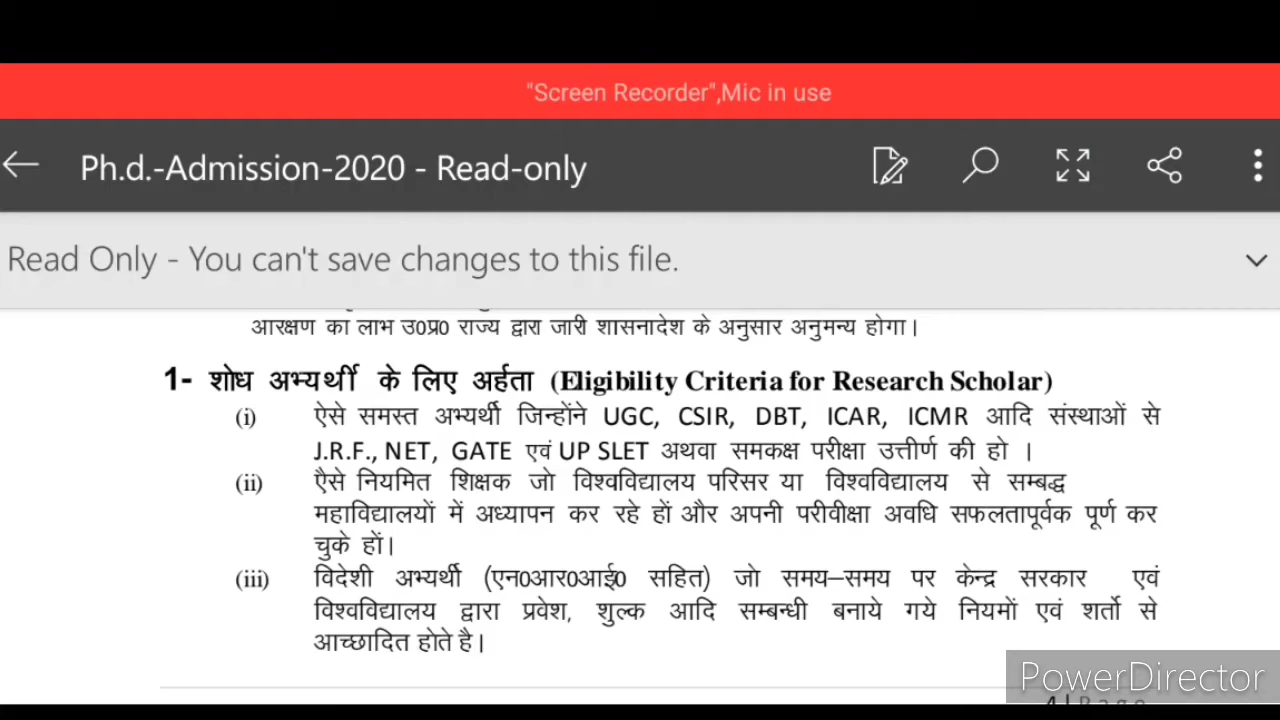 "Screen Recorder",Mic in use
Ph.d.-Admission-2020 - Read-only
Read Only - You can't save changes to this file.
आरक्षण का लाभ उ0प्र0 राज्य द्वारा जारी शासनादेश के अनुसार अनुमन्य होगा।
1- शोध अभ्यर्थी के लिए अर्हता (Eligibility Criteria for Research Scholar)
(i) ऐसे समस्त अभ्यर्थी जिन्होंने UGC, CSIR, DBT, ICAR, ICMR आदि संस्थाओं से
J.R.F., NET, GATE एवं UP SLET अथवा समकक्ष परीक्षा उत्तीर्ण की हो ।
(ii) ऐैसे नियमित शिक्षक जो विश्वविद्यालय परिसर या विश्वविद्यालय से सम्बद्ध
महाविद्यालयों में अध्यापन कर रहे हों और अपनी परीवीक्षा अवधि सफलतापूर्वक पूर्ण कर
चुके हों।
(iii) विदेशी अभ्यर्थी (एन0आर0आई0 सहित) जो समय–समय पर केन्द्र सरकार एवं
विश्वविद्यालय द्वारा प्रवेश, शुल्क आदि सम्बन्धी बनाये गये नियमों एवं शर्तो से
आच्छादित होते है।
PowerDirector
4 | Page